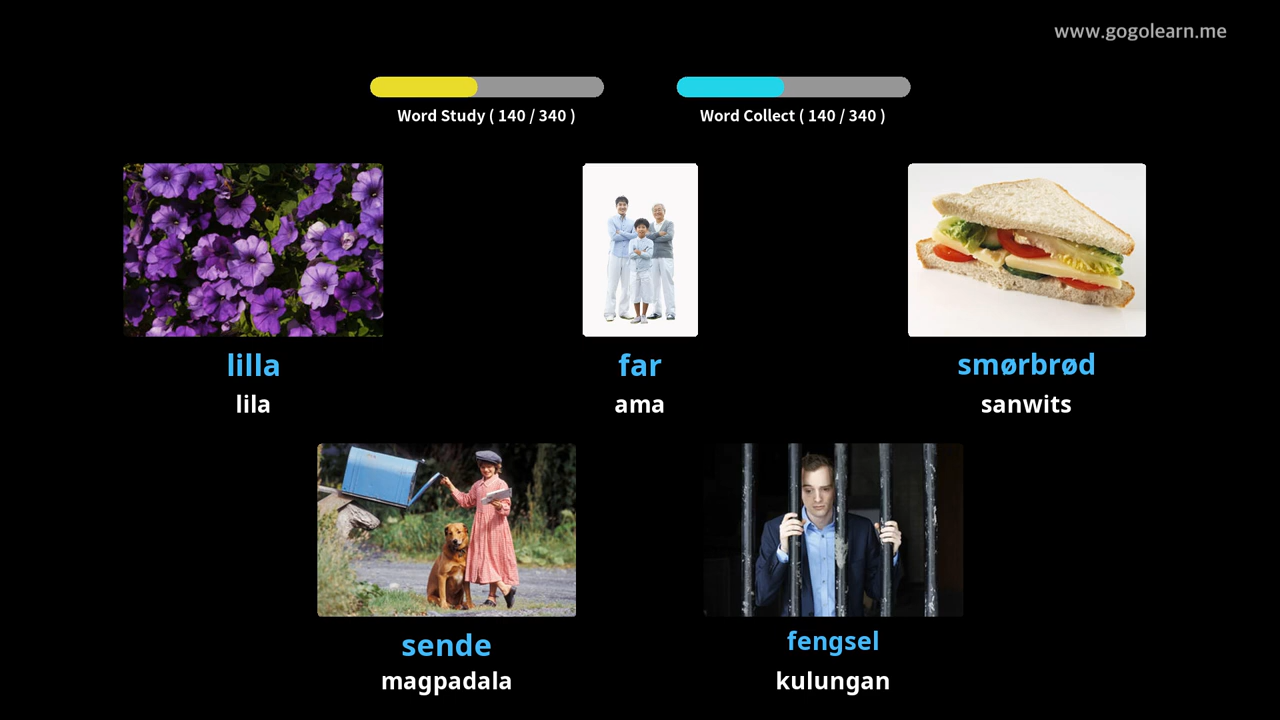 www.gogolearn.me
Word Study ( 140 / 340 )
Word Collect ( 140 / 340 )
lilla
lila
far
ama
smørbrød
sanwits
sende
magpadala
fengsel
kulungan